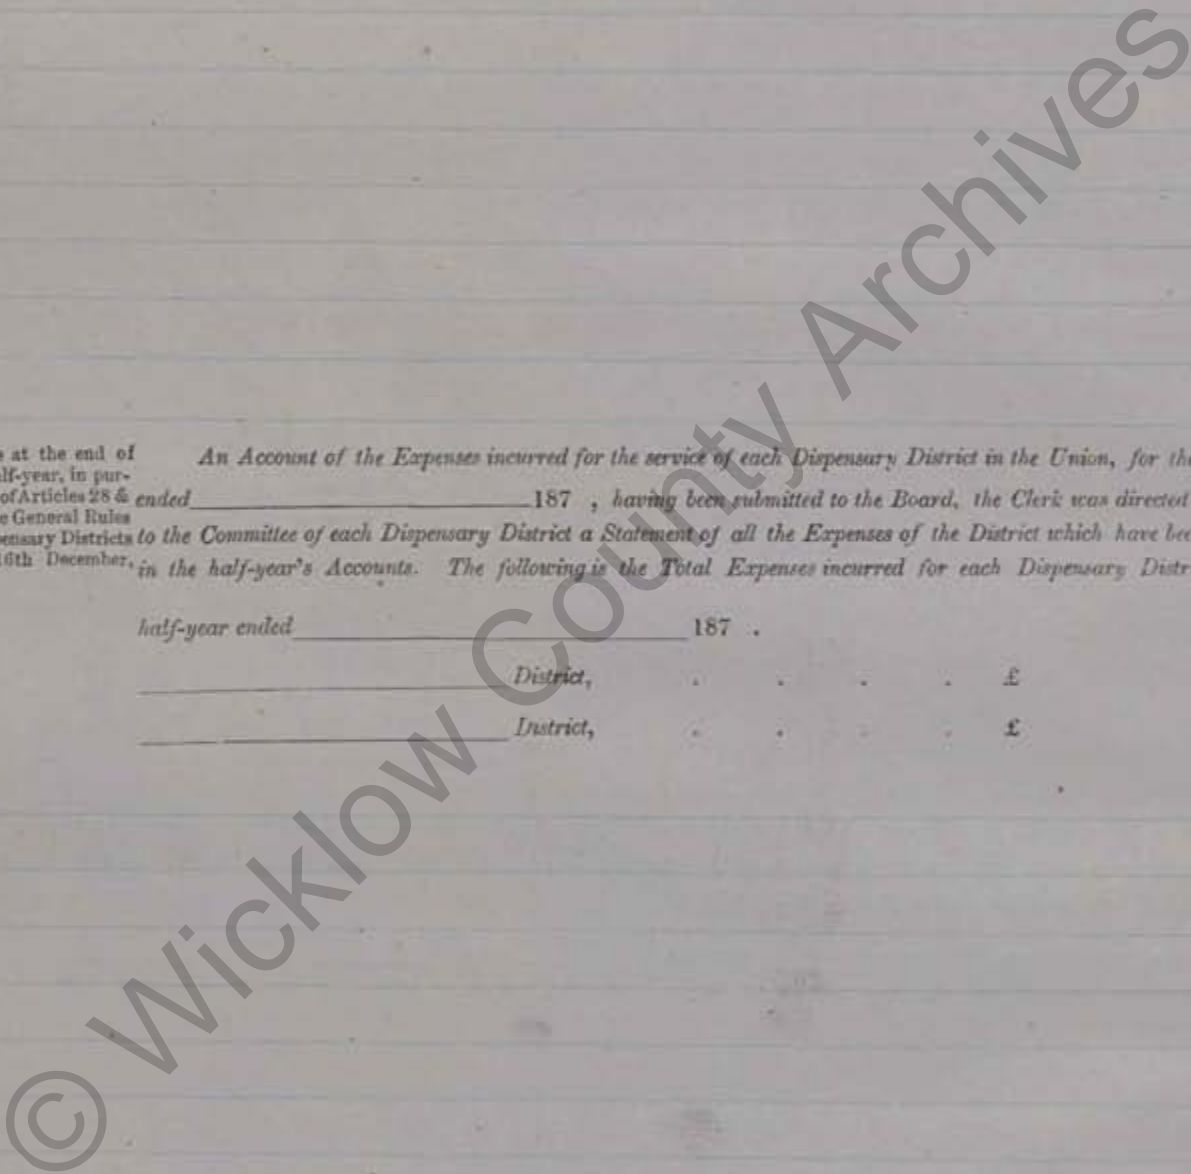 at the end of
lf-year, in pur-
of Articles 28 &
e General Rules
pensary Districts
16th December,
An Account of the Expenses incurred for the service of each Dispensary District in the Union, for the
ended 187 , having been submitted to the Board, the Clerk was directed
to the Committee of each Dispensary District a Statement of all the Expenses of the District which have bee
in the half-year's Accounts. The following is the Total Expenses incurred for each Dispensary Distr
half-year ended 187 .
District, . . . . £
District, . . . . £
© Wicklow County Archives